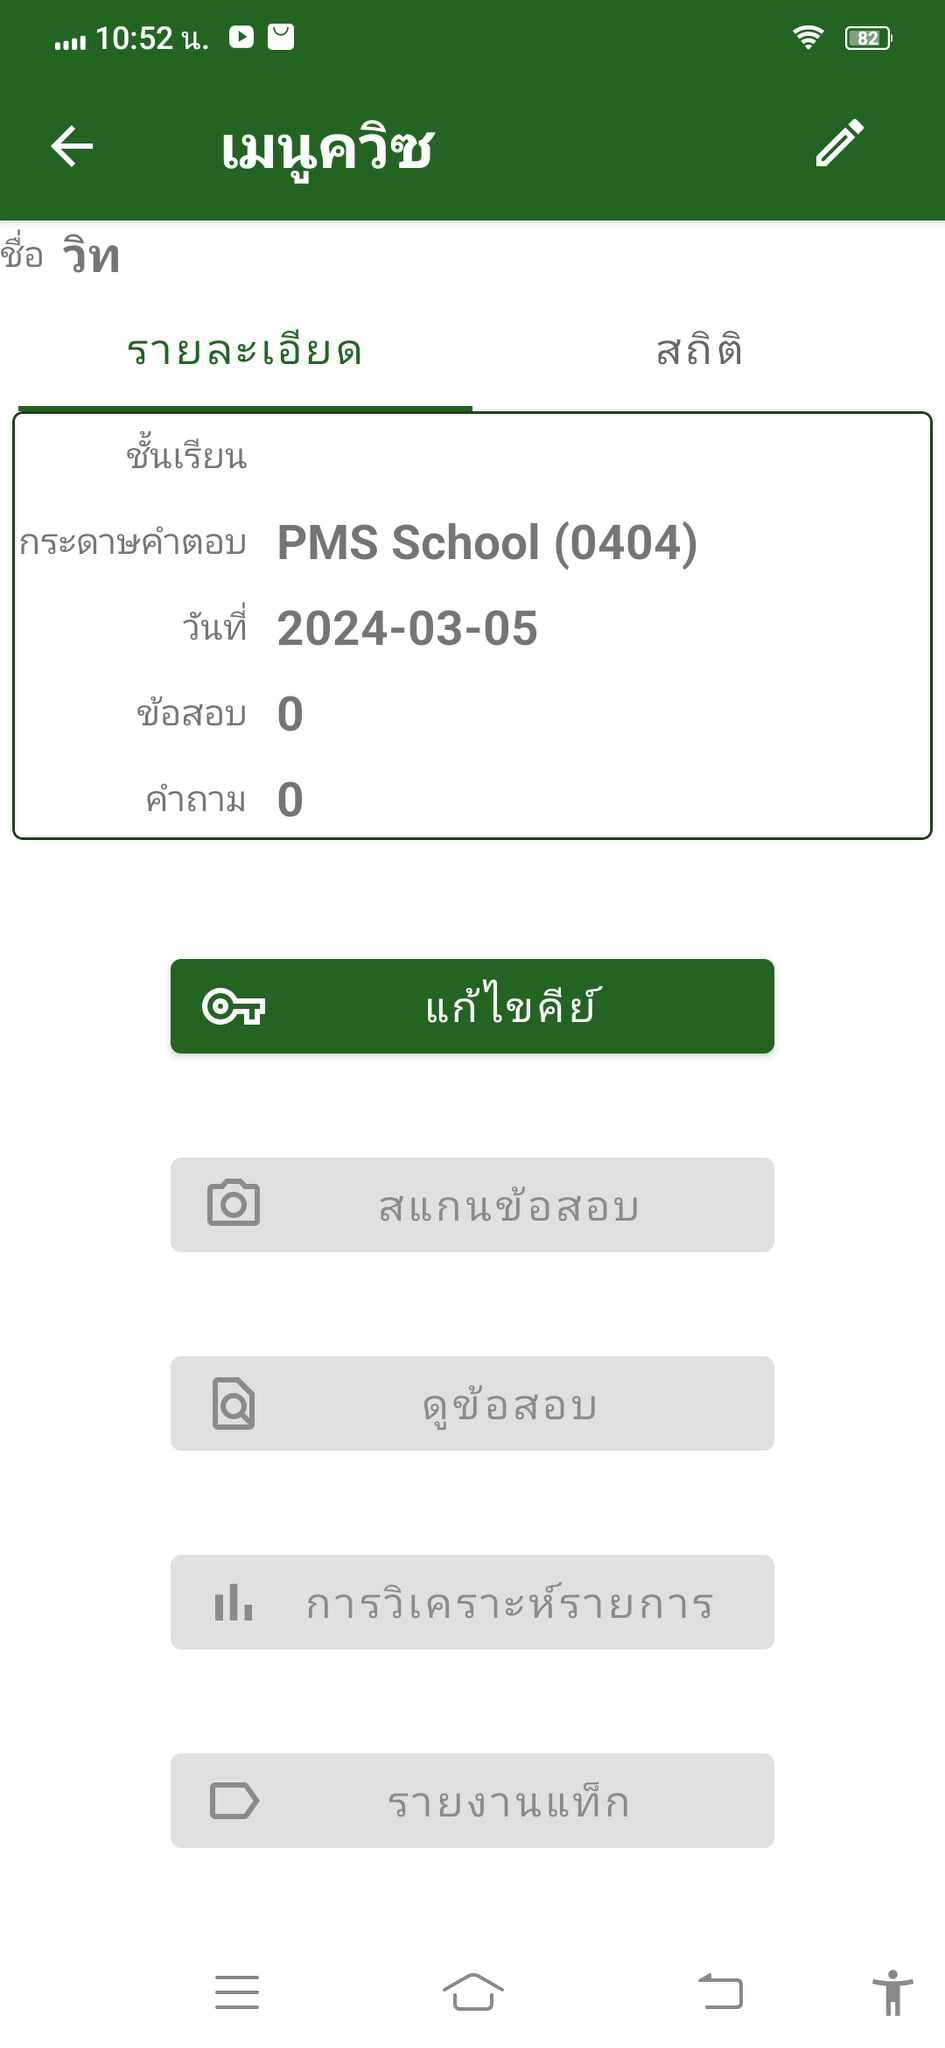 10:52 น.
82
เมนูควิซ
ชื่อ วิท
รายละเอียด สถิติ
ชั้นเรียน
กระดาษคำตอบ PMS School (0404)
วันที่ 2024-03-05
ข้อสอบ 0
คำถาม 0
แก้ไขคีย์
สแกนข้อสอบ
ดูข้อสอบ
การวิเคราะห์รายการ
รายงานแท็ก